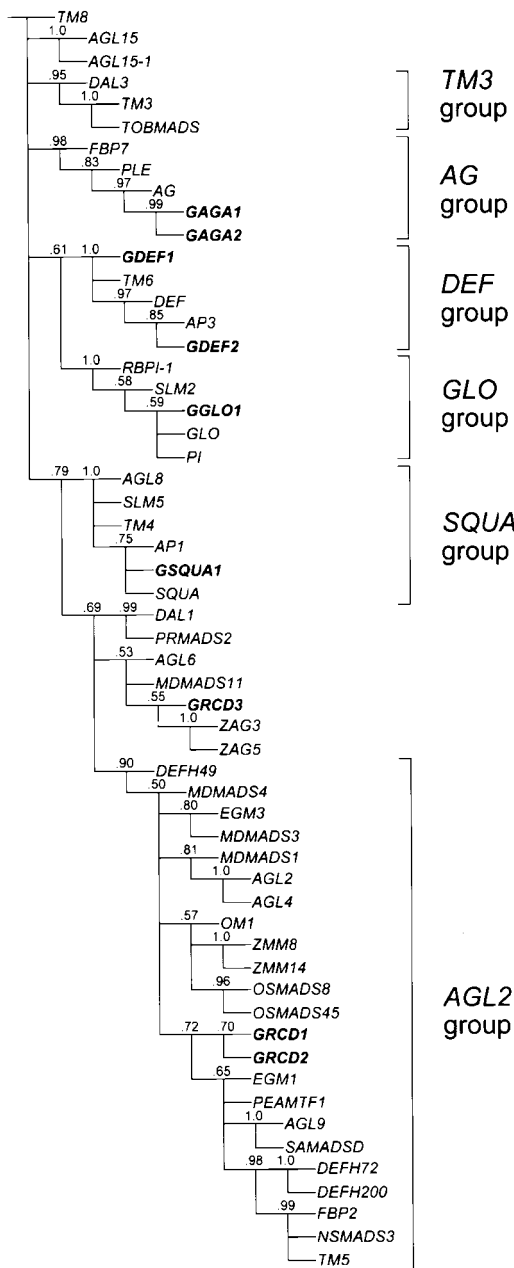 TM8
1.0 AGL15
AGL15-1
.95 DAL3
1.0 TM3
TOBMADS
TM3
group
.98 FBP7
.83 PLE
.97 AG
.99 GAGA1
GAGA2
AG
group
.61 1.0 GDEF1
TM6
.97 DEF
.85 AP3
GDEF2
DEF
group
1.0 RBPI-1
.58 SLM2
.59 GGLO1
GLO
PI
GLO
group
.79 1.0 AGL8
SLM5
TM4
.75 AP1
GSQUA1
SQUA
SQUA
group
.69 .99 DAL1
PRMADS2
.53 AGL6
MDMADS11
.55 GRCD3
1.0 ZAG3
ZAG5
.90 DEFH49
.50 MDMADS4
.80 EGM3
MDMADS3
.81 MDMADS1
1.0 AGL2
AGL4
.57 OM1
1.0 ZMM8
ZMM14
.96 OSMADS8
OSMADS45
.72 .70 GRCD1
GRCD2
.65 EGM1
PEAMTF1
1.0 AGL9
SAMADSD
.98 1.0 DEFH72
DEFH200
.99 FBP2
NSMADS3
TM5
AGL2
group